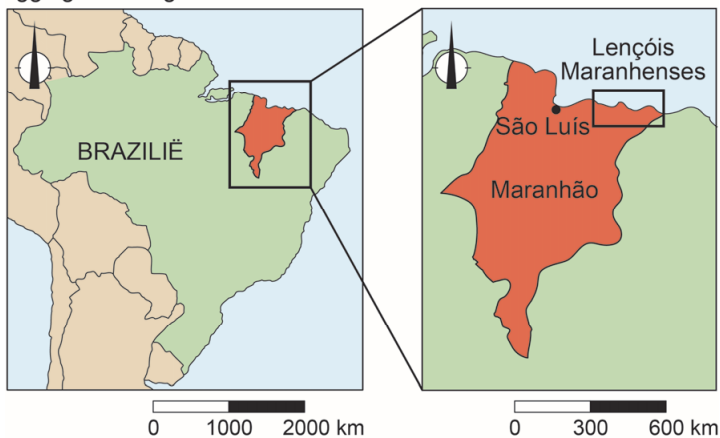 BRAZILIË
Lençóis
Maranhenses
São Luís
Maranhão
0 1000 2000 km
0 300 600 km